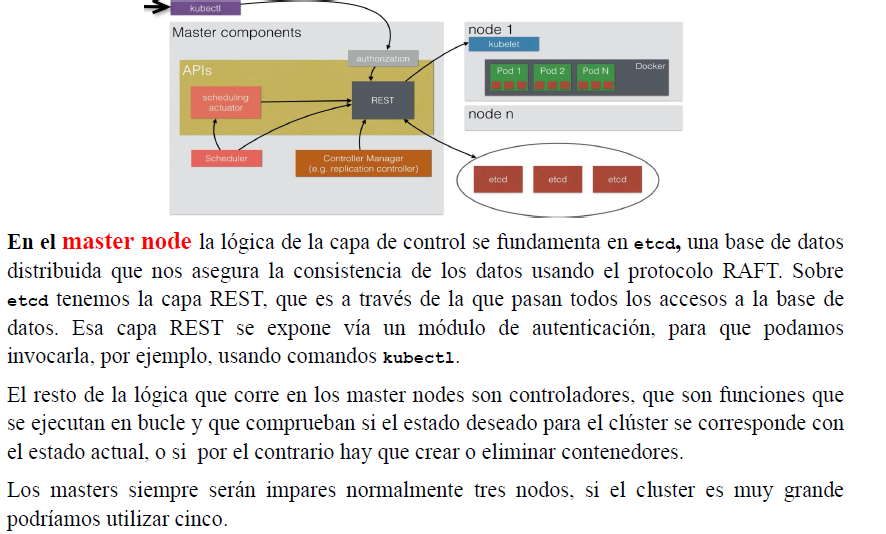 kubectl
Master components
node 1
kubelet
authorization
APIs
Docker
Pod 1
Pod 2
Pod N
scheduling
actuator
REST
node n
Scheduler
Controller Manager
(e.g. replication controller)
etcd
etcd
etcd
En el master node la lógica de la capa de control se fundamenta en etcd, una base de datos
distribuida que nos asegura la consistencia de los datos usando el protocolo RAFT. Sobre
etcd tenemos la capa REST, que es a través de la que pasan todos los accesos a la base de
datos. Esa capa REST se expone vía un módulo de autenticación, para que podamos
invocarla, por ejemplo, usando comandos kubectl.
El resto de la lógica que corre en los master nodes son controladores, que son funciones que
se ejecutan en bucle y que comprueban si el estado deseado para el clúster se corresponde con
el estado actual, o si por el contrario hay que crear o eliminar contenedores.
Los masters siempre serán impares normalmente tres nodos, si el cluster es muy grande
podríamos utilizar cinco.